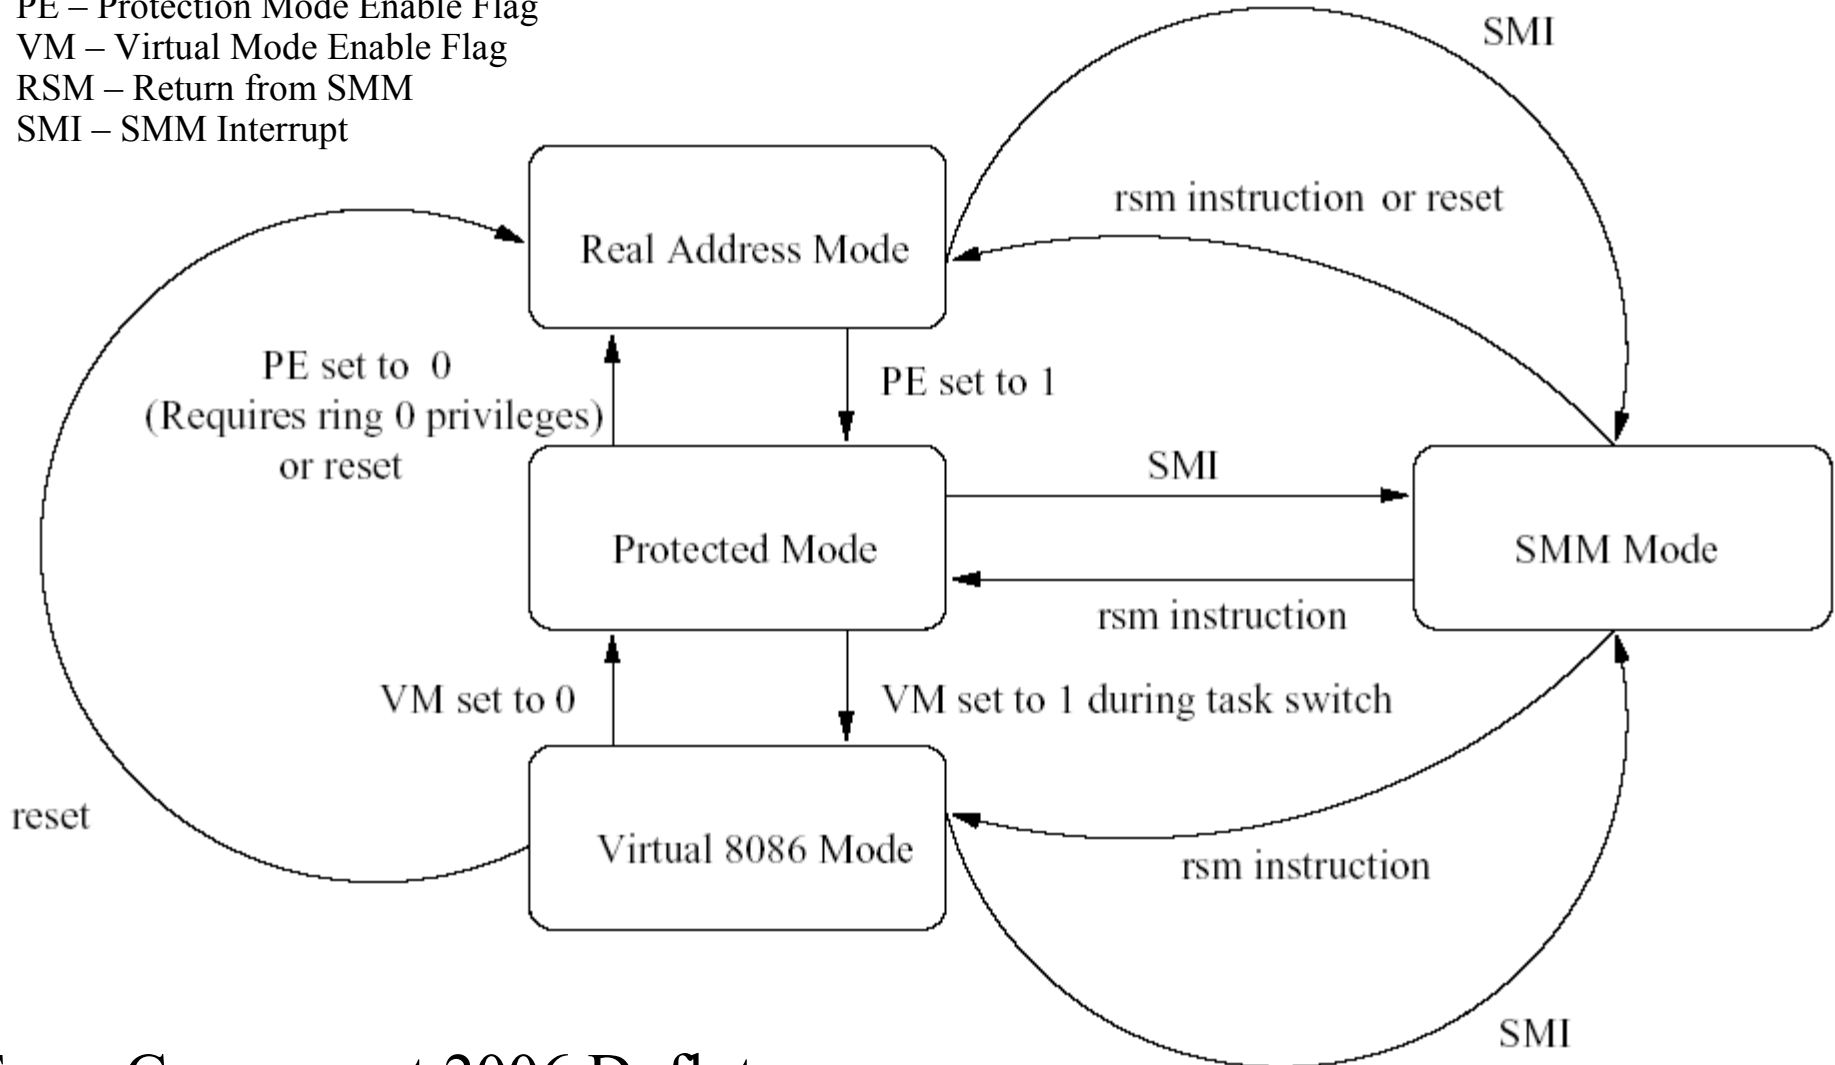 PE – Protection Mode Enable Flag
VM – Virtual Mode Enable Flag
RSM – Return from SMM
SMI – SMM Interrupt
SMI
rsm instruction or reset
Real Address Mode
PE set to 0
(Requires ring 0 privileges)
or reset
PE set to 1
SMI
Protected Mode
SMM Mode
rsm instruction
VM set to 0
VM set to 1 during task switch
reset
Virtual 8086 Mode
rsm instruction
SMI
2006 Duflot